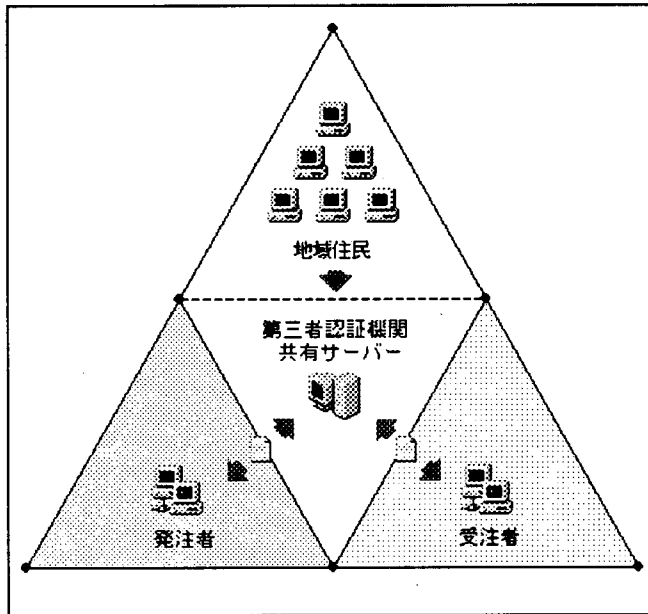 地域住民
第三者認証機関
共有サーバー
発注者
受注者